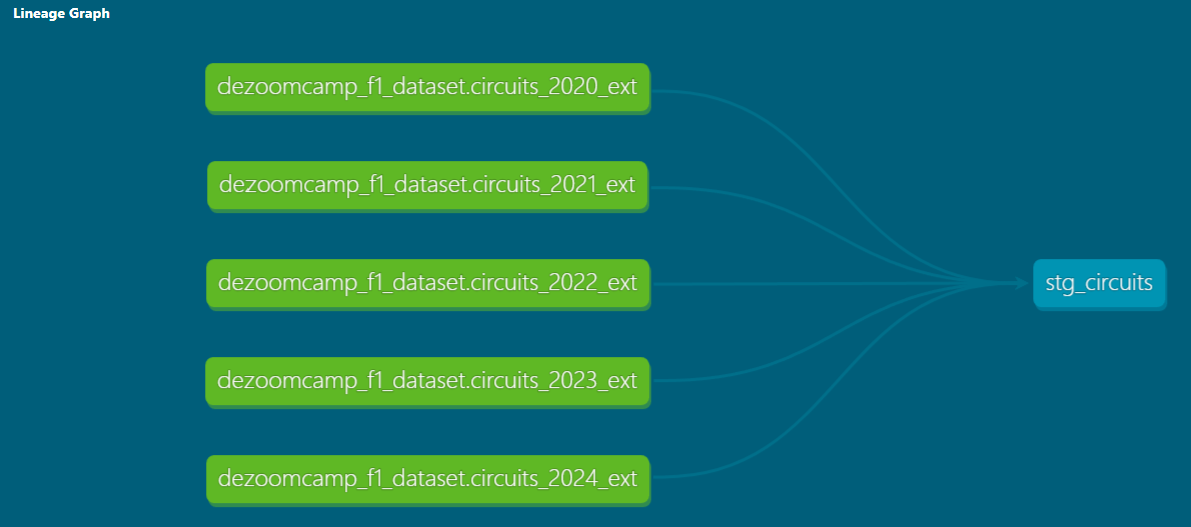 Lineage Graph
dezoomcamp_f1_dataset.circuits_2020_ext
dezoomcamp_f1_dataset.circuits_2021_ext
dezoomcamp_f1_dataset.circuits_2022_ext
stg_circuits
dezoomcamp_f1_dataset.circuits_2023_ext
dezoomcamp_f1_dataset.circuits_2024_ext